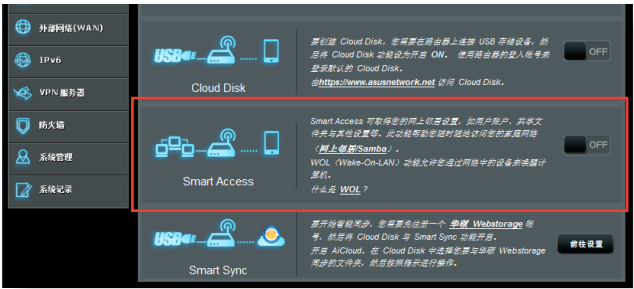 外部网络(WAN)
IPv6
VPN 服务器
防火墙
系统管理
系统记录
USB
Cloud Disk
要创建 Cloud Disk，您需要在路由器上连接 USB 存储设备，然
后将 Cloud Disk 功能设为开启 ON。 使用路由器的登入帐号来
登录默认的 Cloud Disk。
由https://www.asusnetwork.net 访问 Cloud Disk。
OFF
Smart Access
Smart Access 可取得您的网上邻居设置，如用户账户、共享文
件夹与其他设置等。此功能帮助您随时随地访问您的家庭网络
（网上邻居/Samba）。
WOL（Wake-On-LAN）功能允许您通过网络中的设备来唤醒计
算机。
什么是 WOL？
OFF
USB
Smart Sync
要开始智能同步，您需要先注册一个 华硕 Webstorage 帐
号，然后将 Cloud Disk 与 Smart Sync 功能开启。
开启 AiCloud，在 Cloud Disk 中选择您要与华硕 Webstorage
同步的文件夹，然后按照指示进行操作。
前往设置